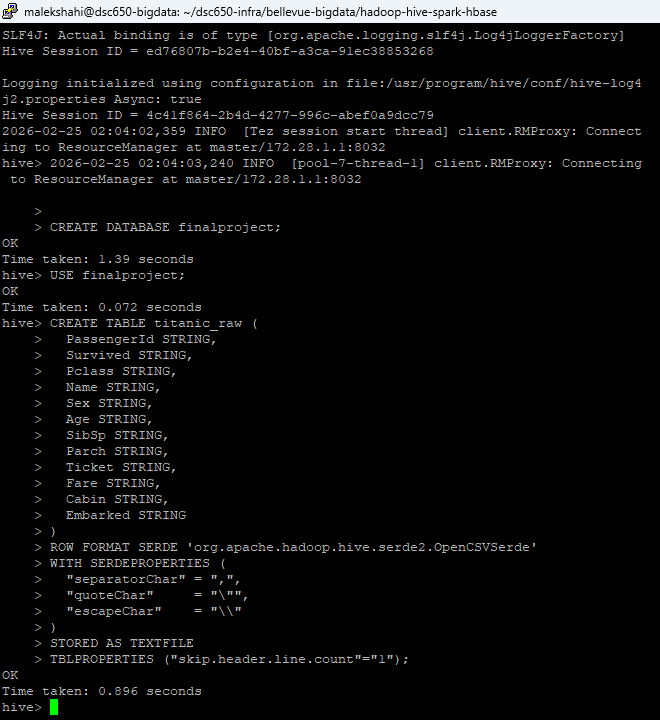 malekshahi@dsc650-bigdata: ~/dsc650-infra/bellevue-bigdata/hadoop-hive-spark-hbase
SLF4J: Actual binding is of type [org.apache.logging.slf4j.Log4jLoggerFactory]
Hive Session ID = ed76807b-b2e4-40bf-a3ca-91ec38853268

Logging initialized using configuration in file:/usr/program/hive/conf/hive-log4
j2.properties Async: true
Hive Session ID = 4c41f864-2b4d-4277-996c-abef0a9dcc79
2026-02-25 02:04:02,359 INFO  [Tez session start thread] client.RMProxy: Connect
ing to ResourceManager at master/172.28.1.1:8032
hive> 2026-02-25 02:04:03,240 INFO  [pool-7-thread-1] client.RMProxy: Connecting
 to ResourceManager at master/172.28.1.1:8032

    >
    > CREATE DATABASE finalproject;
OK
Time taken: 1.39 seconds
hive> USE finalproject;
OK
Time taken: 0.072 seconds
hive> CREATE TABLE titanic_raw (
    >   PassengerId STRING,
    >   Survived STRING,
    >   Pclass STRING,
    >   Name STRING,
    >   Sex STRING,
    >   Age STRING,
    >   SibSp STRING,
    >   Parch STRING,
    >   Ticket STRING,
    >   Fare STRING,
    >   Cabin STRING,
    >   Embarked STRING
    > )
    > ROW FORMAT SERDE 'org.apache.hadoop.hive.serde2.OpenCSVSerde'
    > WITH SERDEPROPERTIES (
    >   "separatorChar" = ",",
    >   "quoteChar"     = "\"",
    >   "escapeChar"    = "\\"
    > )
    > STORED AS TEXTFILE
    > TBLPROPERTIES ("skip.header.line.count"="1");
OK
Time taken: 0.896 seconds
hive>